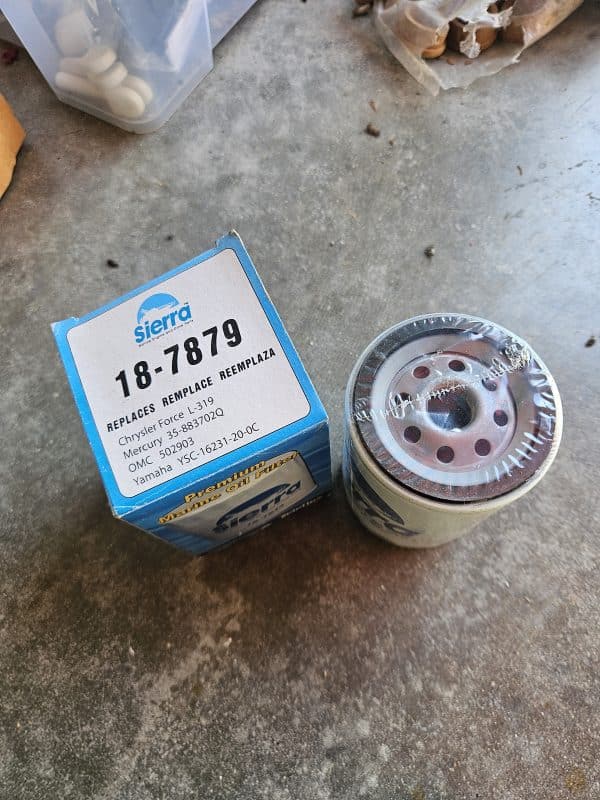 Sierra
18-7879
REPLACES REMPLACE REEMPLAZA
Chrysler Force L-319
Mercury 35-883702Q
OMC 502903
Yamaha YSC-16231-20-0C
Premium
Marine Oil Filter
Sierra
Sierra